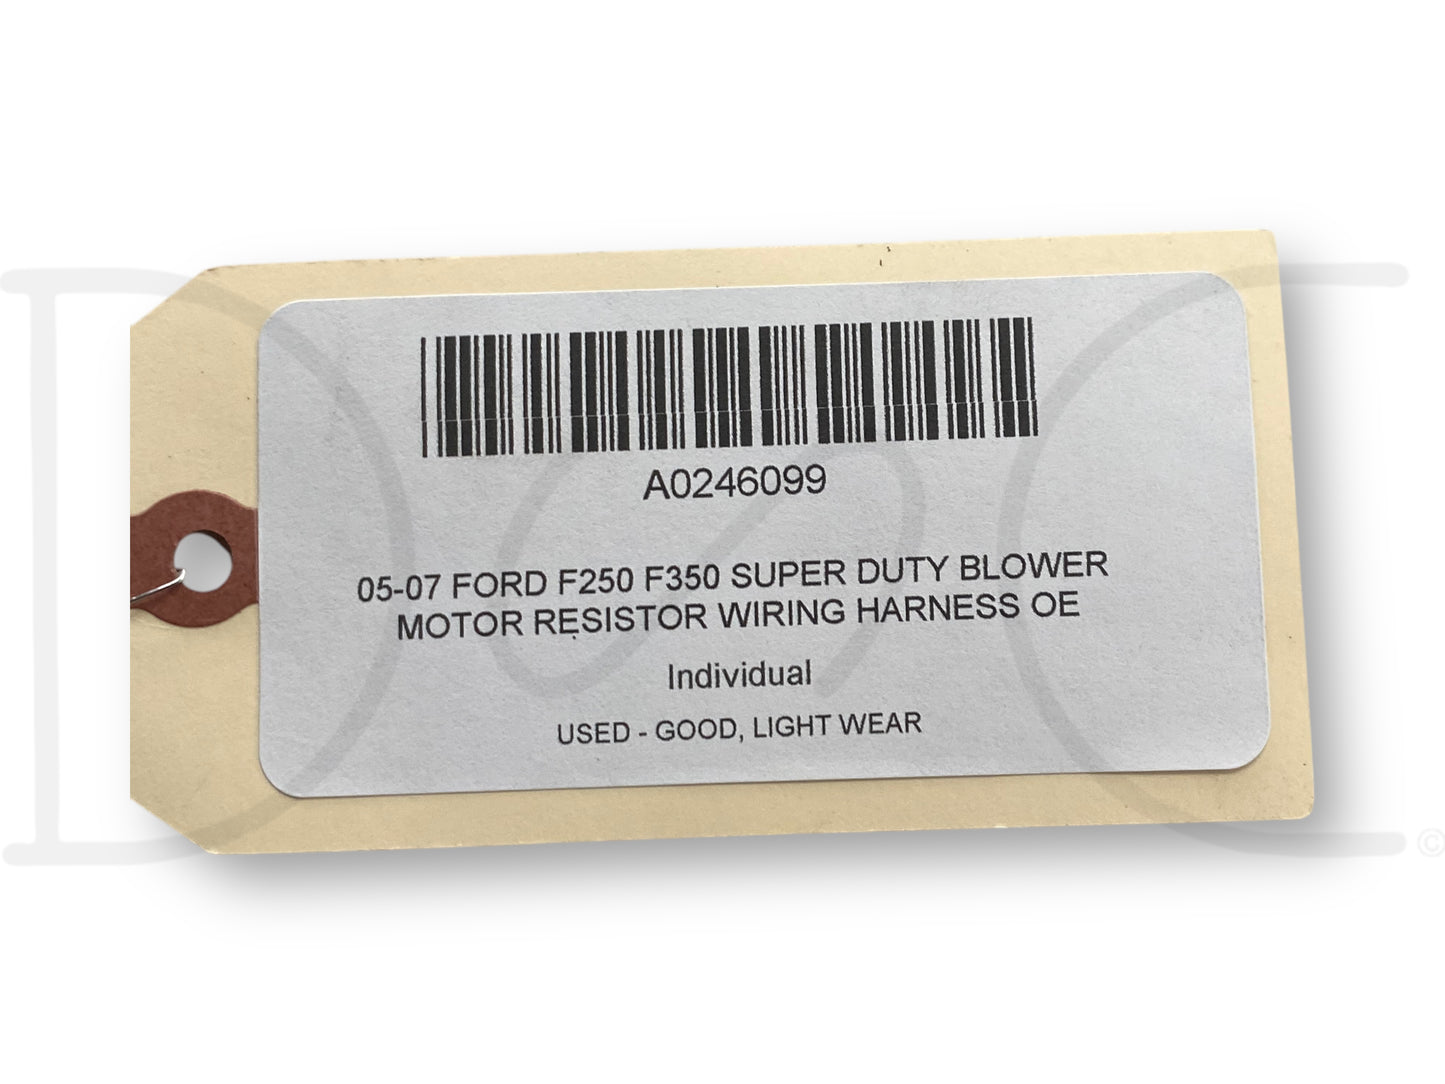 A0246099
05-07 FORD F250 F350 SUPER DUTY BLOWER
MOTOR RESISTOR WIRING HARNESS OE
Individual
USED - GOOD, LIGHT WEAR
DSC
©